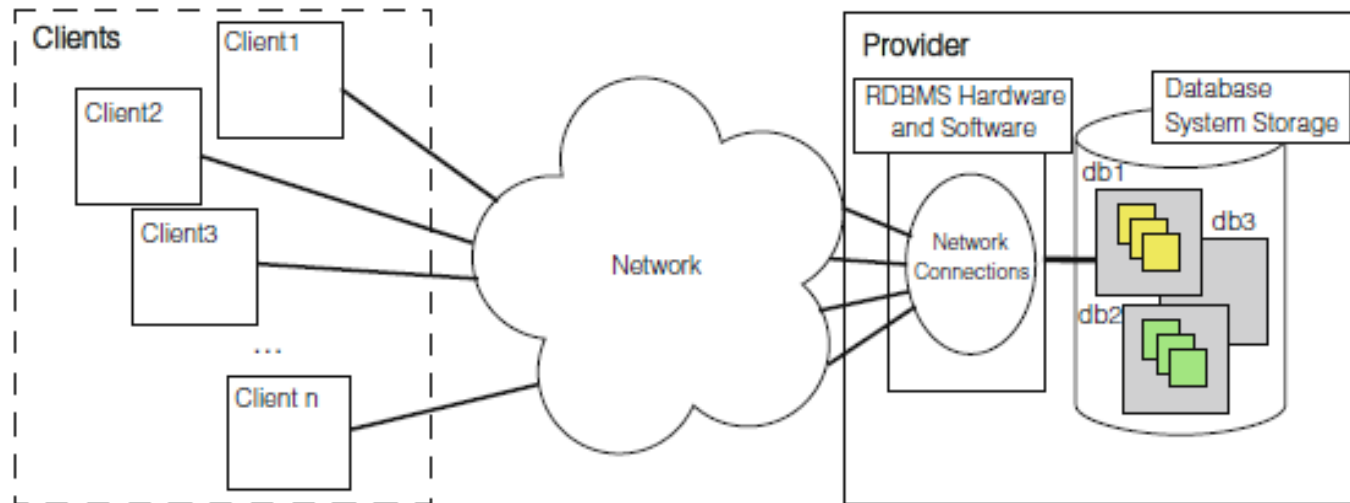 Clients
Client1
Client2
Client3
...
Client n
Network
Provider
RDBMS Hardware
and Software
Database
System Storage
Network
Connections
db1
db3
db2